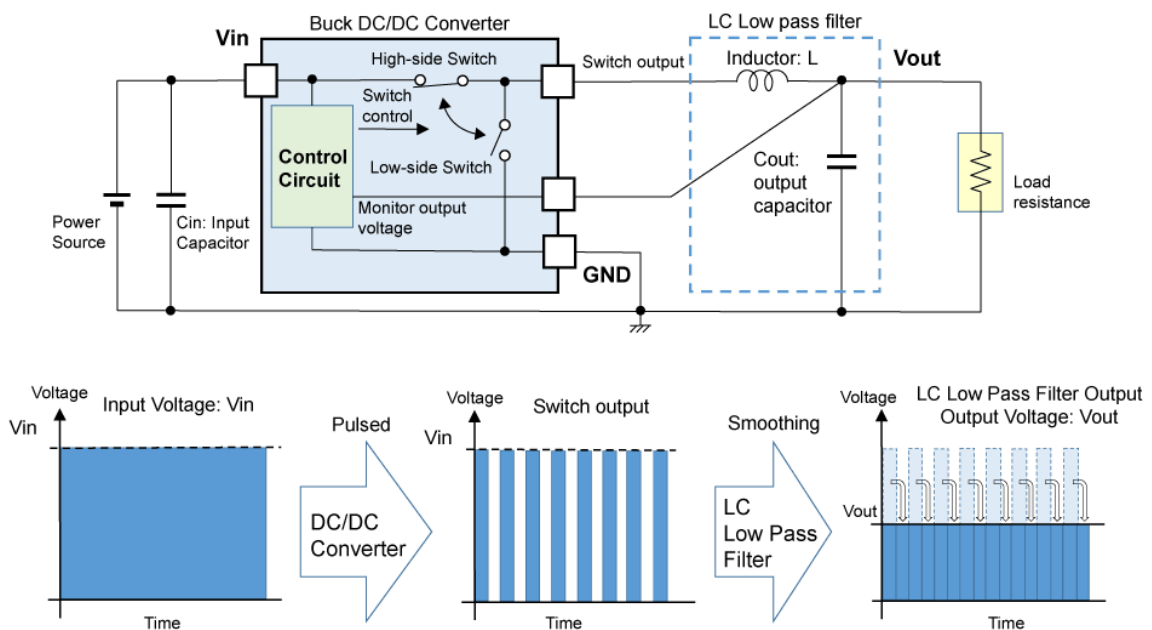 Buck DC/DC Converter
LC Low pass filter
Vin
High-side Switch
Switch output
Inductor: L
Vout
Switch
control
Control
Circuit
Low-side Switch
Cout:
output
capacitor
Power
Source
Cin: Input
Capacitor
Monitor output
voltage
Load
resistance
GND
Voltage
Input Voltage: Vin
Vin
Time
Pulsed
DC/DC
Converter
Voltage
Switch output
Vin
Time
Smoothing
LC
Low Pass
Filter
Voltage
LC Low Pass Filter Output
Output Voltage: Vout
Vout
Time